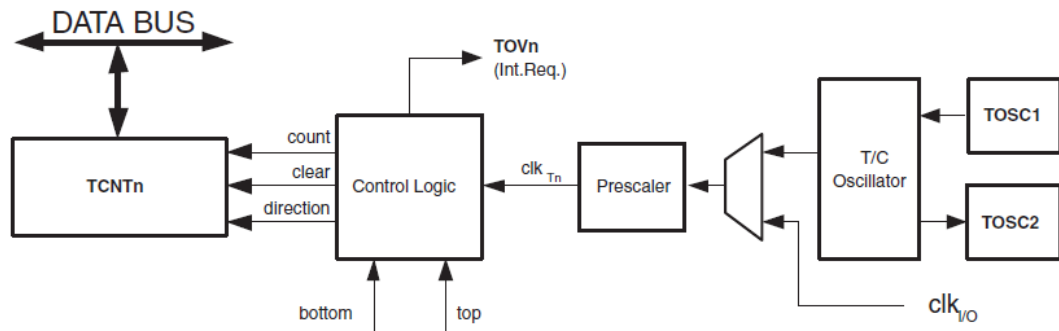 DATA BUS
TOVn
(Int.Req.)
TOSC1
count
T/C
Oscillator
clk Tn
TCNTn
clear
Control Logic
Prescaler
direction
TOSC2
bottom
top
clkI/O